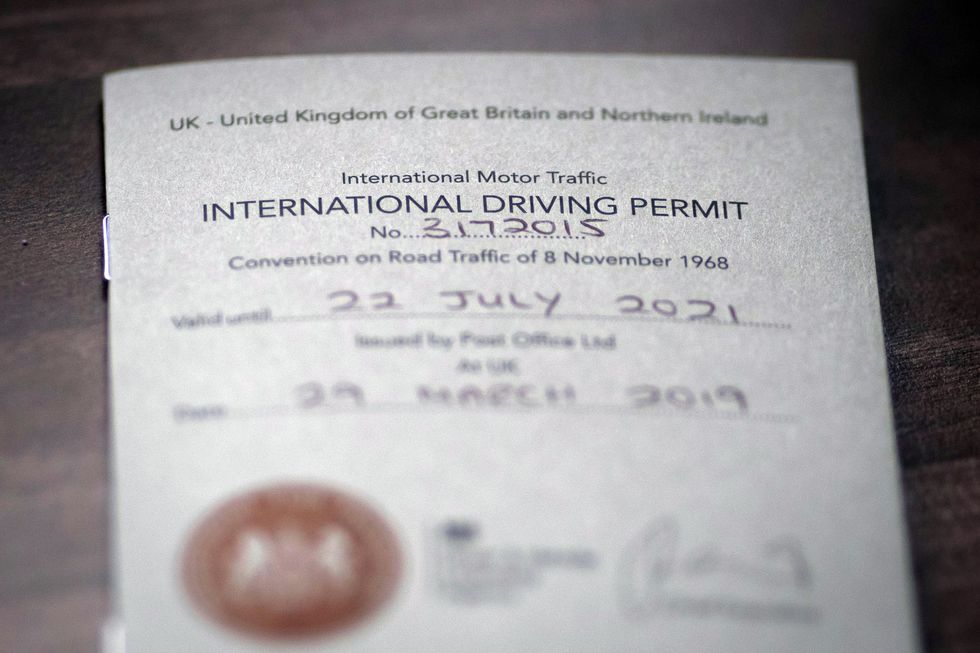 UK - United Kingdom of Great Britain and Northern Ireland
International Motor Traffic
INTERNATIONAL DRIVING PERMIT
No...3172015
Convention on Road Traffic of 8 November 1968
Valid until 22 JULY 2021
Issued by Post Office Ltd
At UK
Date 29 MARCH 2019